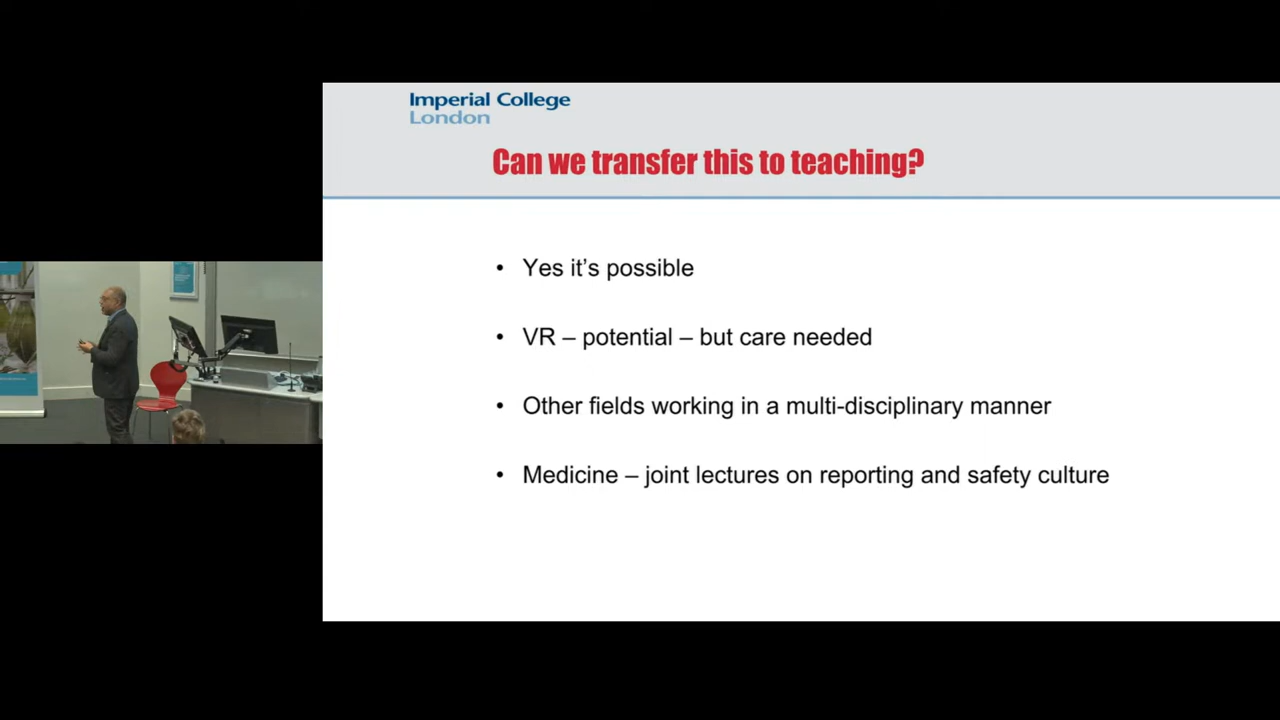 Imperial College
London
Can we transfer this to teaching?
• Yes it's possible
• VR – potential – but care needed
• Other fields working in a multi-disciplinary manner
• Medicine – joint lectures on reporting and safety culture